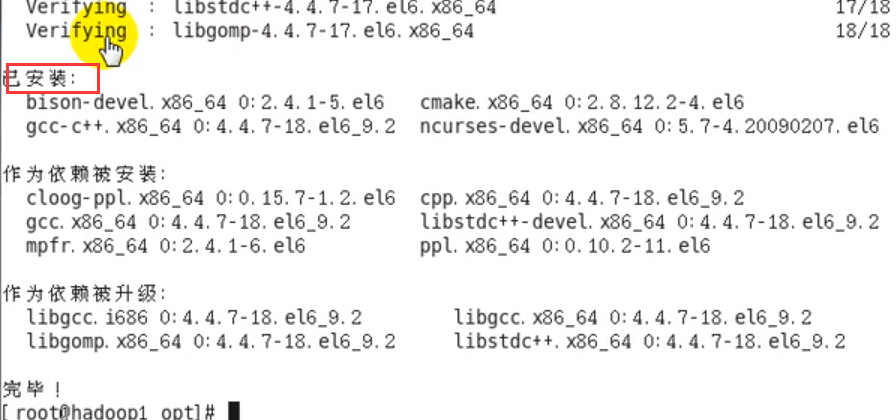 Verifying : libstdc++-4.4.7-17.el6.x86_64 17/18
Verifying : libgomp-4.4.7-17.el6.x86_64 18/18
已安装:
bison-devel.x86_64 0:2.4.1-5.el6 cmake.x86_64 0:2.8.12.2-4.el6
gcc-c++.x86_64 0:4.4.7-18.el6_9.2 ncurses-devel.x86_64 0:5.7-4.20090207.el6
作为依赖被安装:
cloog-ppl.x86_64 0:0.15.7-1.2.el6 cpp.x86_64 0:4.4.7-18.el6_9.2
gcc.x86_64 0:4.4.7-18.el6_9.2 libstdc++-devel.x86_64 0:4.4.7-18.el6_9.2
mpfr.x86_64 0:2.4.1-6.el6 ppl.x86_64 0:0.10.2-11.el6
作为依赖被升级:
libgcc.i686 0:4.4.7-18.el6_9.2 libgcc.x86_64 0:4.4.7-18.el6_9.2
libgomp.x86_64 0:4.4.7-18.el6_9.2 libstdc++.x86_64 0:4.4.7-18.el6_9.2
完毕！
[root@hadoop1 opt]#